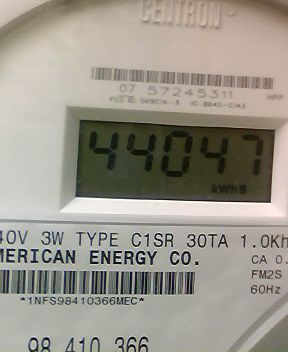 CENTRON®
07 57245311
44047
kWh
40V 3W TYPE C1SR 30TA 1.0Kh
MERICAN ENERGY CO.
CA 0.
FM2S
60Hz
*1NFS98410366MEC*
98 410 366